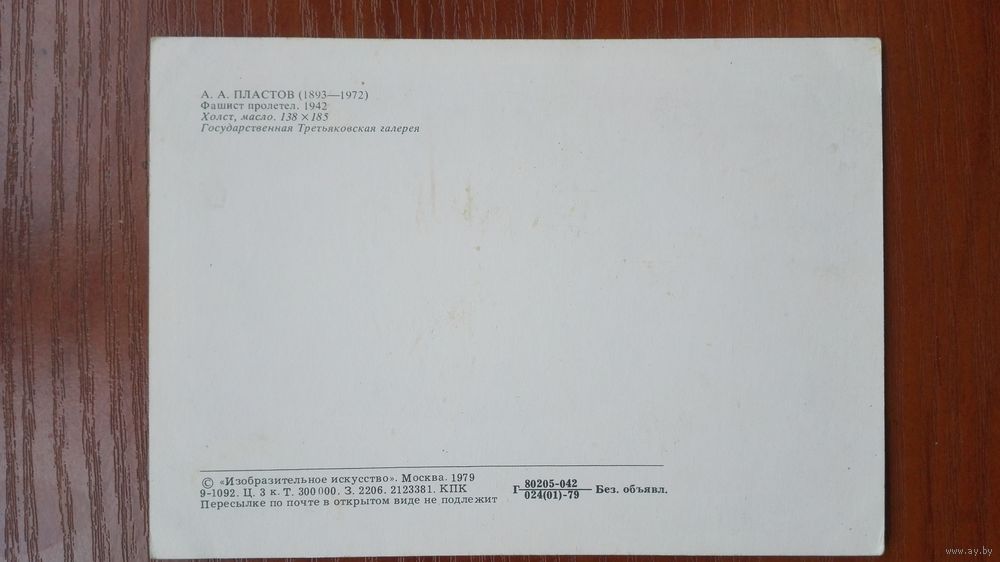 А. А. ПЛАСТОВ (1893—1972)
Фашист пролетел. 1942
Холст, масло. 138 × 185
Государственная Третьяковская галерея
© «Изобразительное искусство». Москва. 1979
9-1092. Ц. 3 к. Т. 300 000. З. 2206. 2123381. КПК
Пересылке по почте в открытом виде не подлежит
80205-042
Г — Без. объявл.
024(01)-79
www.ay.by